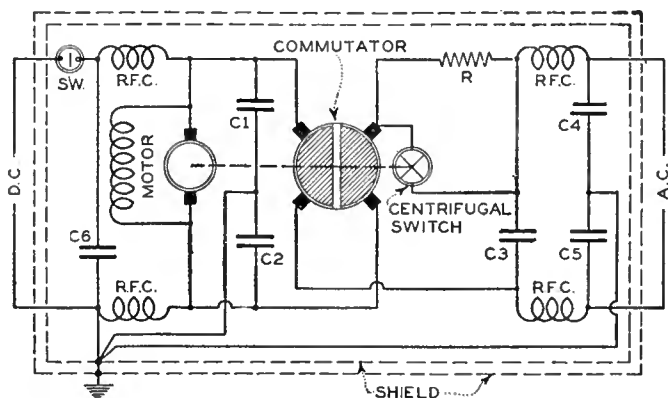 COMMUTATOR
SW.
R.F.C.
R
R.F.C.
C1
C4
D.C.
MOTOR
A.C.
CENTRIFUGAL
SWITCH
C6
C2
C3
C5
R.F.C.
R.F.C.
SHIELD